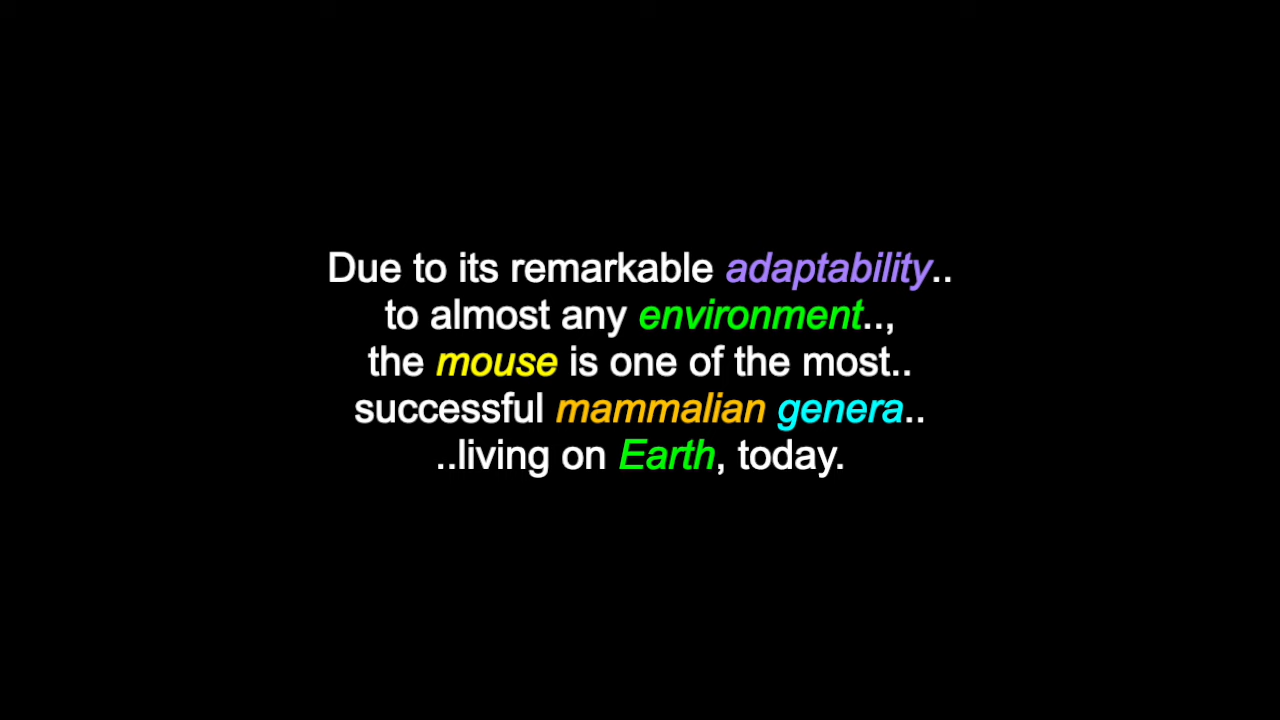 Due to its remarkable adaptability..
to almost any environment..,
the mouse is one of the most..
successful mammalian genera..
..living on Earth, today.